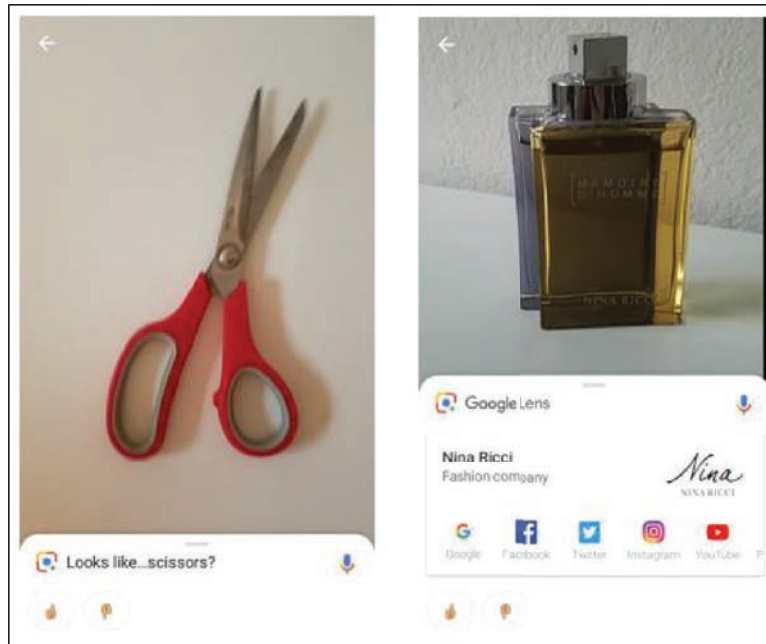 Looks like...scissors?
[MEMOIRE
D'HOMME]
NINA RICCI
Google Lens
Nina Ricci
Fashion company
Nina
NINA RICCI
Google
Facebook
Twitter
Instagram
YouTube
P